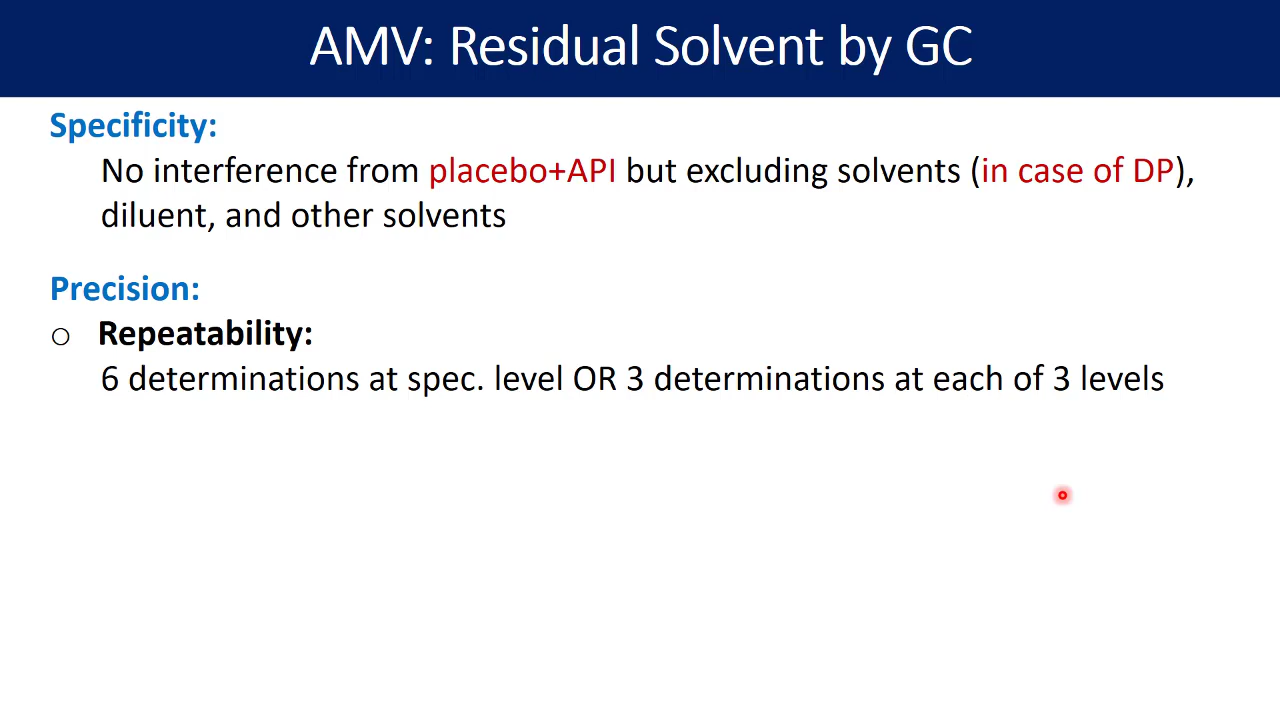 AMV: Residual Solvent by GC
Specificity:
No interference from placebo+API but excluding solvents (in case of DP),
diluent, and other solvents
Precision:
○ Repeatability:
6 determinations at spec. level OR 3 determinations at each of 3 levels